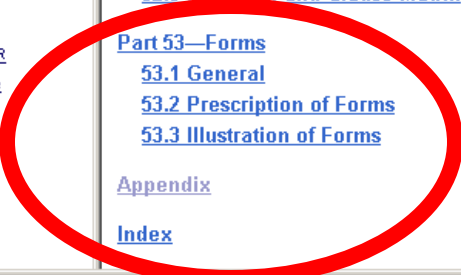 Part 53—Forms
53.1 General
53.2 Prescription of Forms
53.3 Illustration of Forms
Appendix
Index